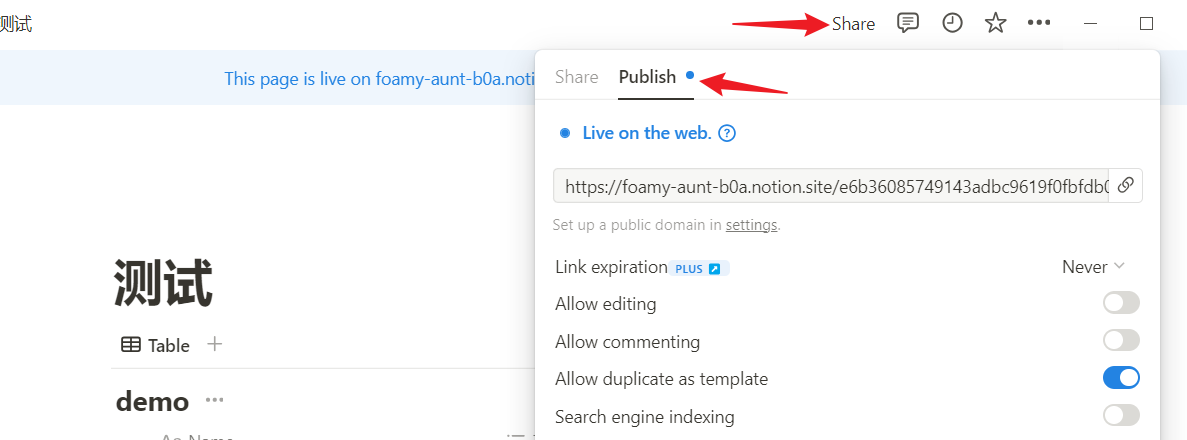 测试
Share
This page is live on foamy-aunt-b0a.noti
Share Publish
Live on the web.
https://foamy-aunt-b0a.notion.site/e6b36085749143adbc9619f0fbfdb0
Set up a public domain in settings.
测试
Link expiration PLUS Never
Allow editing
Table
Allow commenting
Allow duplicate as template
demo
Search engine indexing
Aa Name